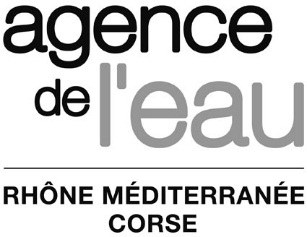 agence
de l'eau
RHÔNE MÉDITERRANÉE
CORSE